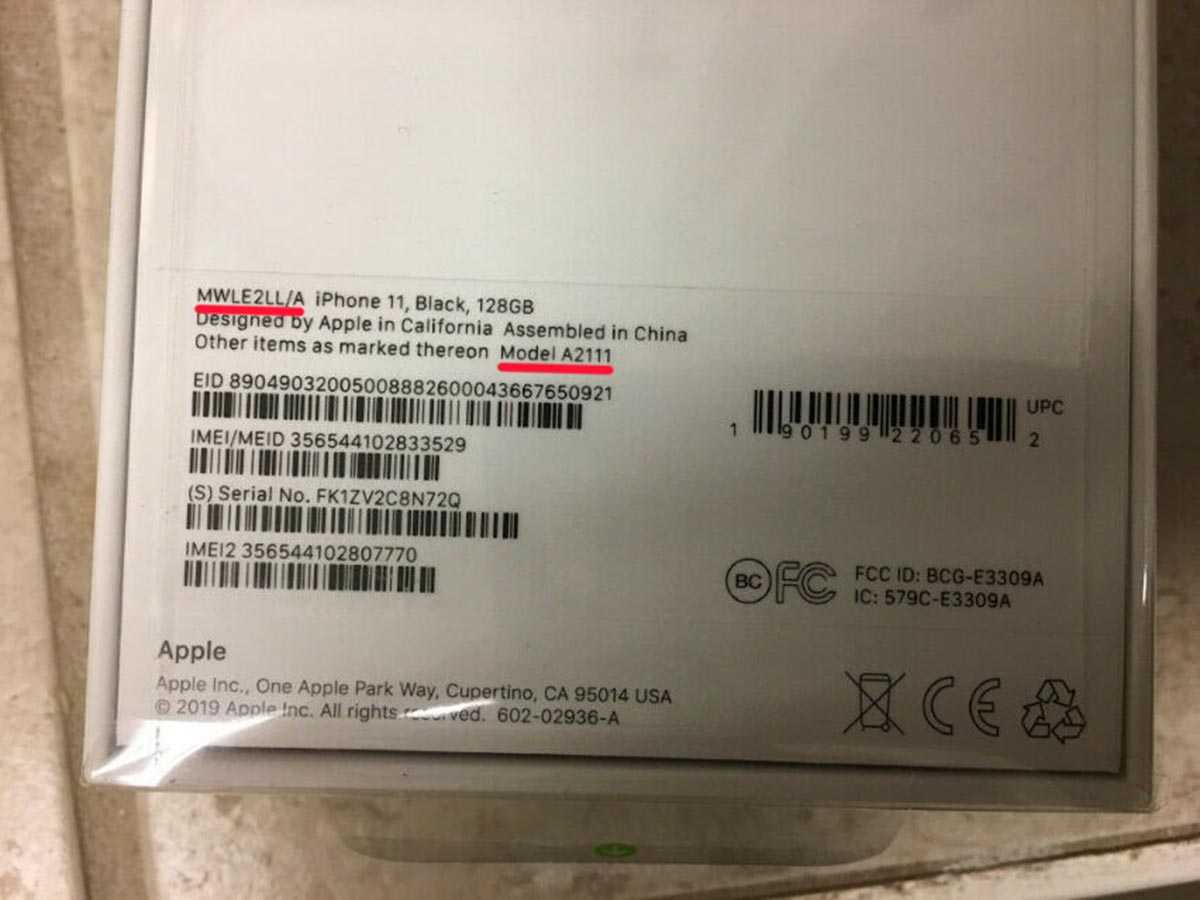 MWLE2LL/A iPhone 11, Black, 128GB
Designed by Apple in California Assembled in China
Other items as marked thereon Model A2111
EID 89049032005008882600043667650921
IMEI/MEID 356544102833529
(S) Serial No. FK1ZV2C8N72Q
IMEI2 356544102807770
UPC
1 90199 22065 2
BC FC FCC ID: BCG-E3309A
IC: 579C-E3309A
Apple
Apple Inc., One Apple Park Way, Cupertino, CA 95014 USA
© 2019 Apple Inc. All rights reserved. 602-02936-A
CE